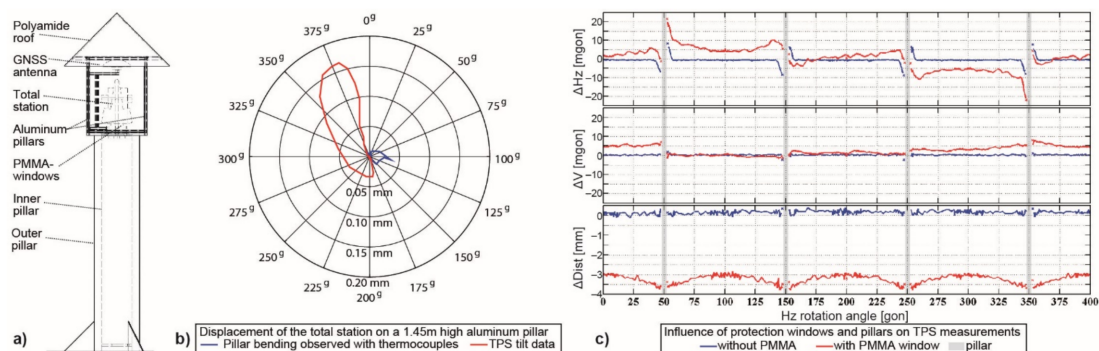 a)
Polyamide
roof
GNSS
antenna
Total
station
Aluminum
pillars
PMMA-
windows
Inner
pillar
Outer
pillar
b)
0g
25g
50g
75g
100g
125g
150g
175g
200g
225g
250g
275g
300g
325g
350g
375g
0.05 mm
0.10 mm
0.15 mm
0.20 mm
Displacement of the total station on a 1.45m high aluminum pillar
Pillar bending observed with thermocouples TPS tilt data
c)
ΔHz [mgon]
20
10
0
−10
−20
ΔV [mgon]
20
10
0
−10
−20
ΔDist [mm]
0
−1
−2
−3
−4
0 25 50 75 100 125 150 175 200 225 250 275 300 325 350 375 400
Hz rotation angle [gon]
Influence of protection windows and pillars on TPS measurements
without PMMA with PMMA window pillar